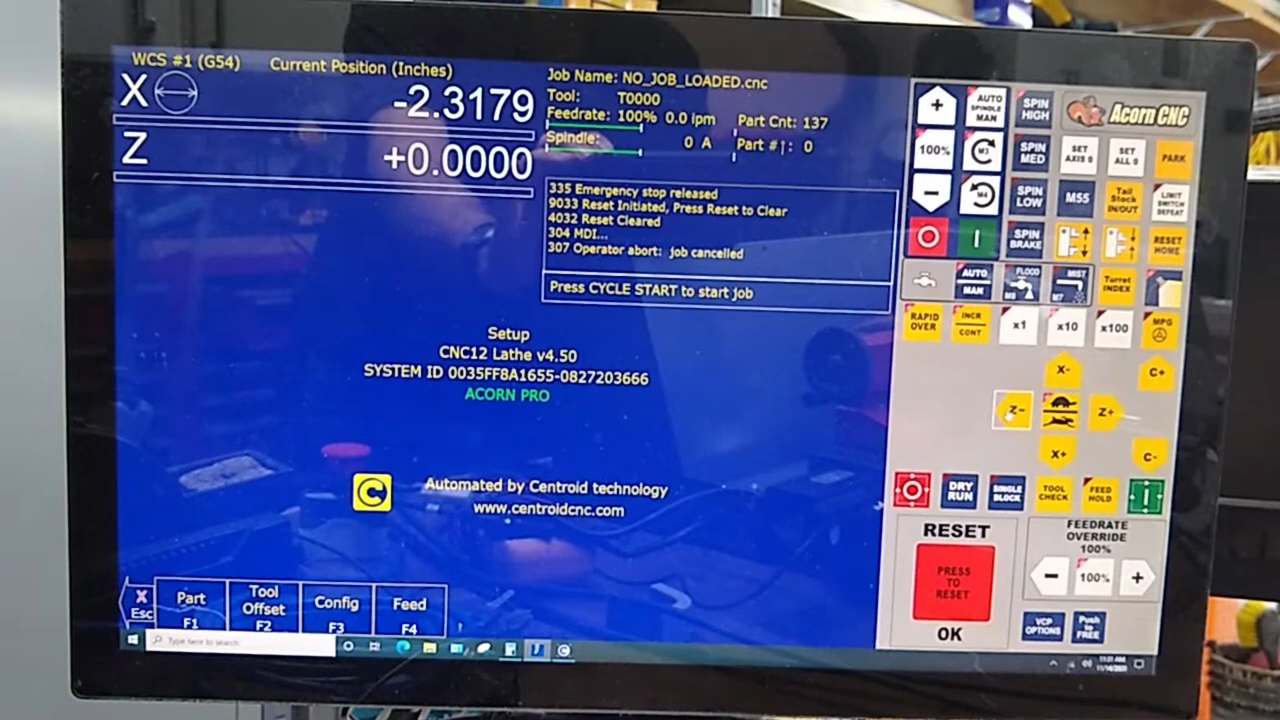 WCS #1 (G54)
Current Position (Inches)
X -2.3179
Z +0.0000
Job Name: NO_JOB_LOADED.cnc
Tool: T0000
Feedrate: 100% 0.0 ipm
Part Cnt: 137
Spindle: 0 A
Part #↑: 0
335 Emergency stop released
9033 Reset Initiated, Press Reset to Clear
4032 Reset Cleared
304 MDI...
307 Operator abort: job cancelled
Press CYCLE START to start job
Setup
CNC12 Lathe v4.50
SYSTEM ID 0035FF8A1655-0827203666
ACORN PRO
C
Automated by Centroid technology
www.centroidcnc.com
X
Esc
Part
F1
Tool
Offset
F2
Config
F3
Feed
F4
Type here to search
+
AUTO
SPINDLE
MAN
SPIN
HIGH
Acorn CNC
100%
M3
SPIN
MED
SET
AXIS 0
SET
ALL 0
PARK
−
M4
SPIN
LOW
M55
Tail
Stock
IN/OUT
LIMIT
SWITCH
DEFEAT
SPIN
BRAKE
RESET
HOME
AUTO
MAN
FLOOD
M8
MIST
M7
Turret
INDEX
RAPID
OVER
INCR
CONT
x1
x10
x100
MPG
X-
C+
Z-
Z+
X+
C-
DRY
RUN
SINGLE
BLOCK
TOOL
CHECK
FEED
HOLD
RESET
PRESS
TO
RESET
OK
FEEDRATE
OVERRIDE
100%
−
100%
+
VCP
OPTIONS
Push
to
FREE
11:21 AM